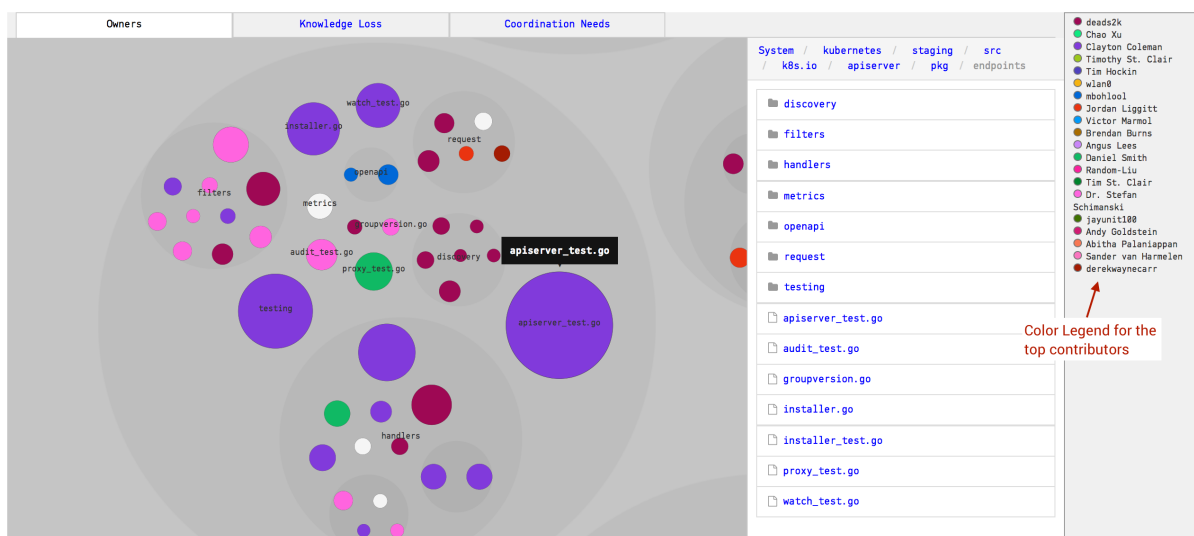 Owners
Knowledge Loss
Coordination Needs
watch_test.go
installer.go
request
openapi
filters
metrics
groupversion.go
audit_test.go
discovery
proxy_test.go
apiserver_test.go
testing
apiserver_test.go
handlers
System / kubernetes / staging / src
/ k8s.io / apiserver / pkg / endpoints
discovery
filters
handlers
metrics
openapi
request
testing
apiserver_test.go
audit_test.go
groupversion.go
installer.go
installer_test.go
proxy_test.go
watch_test.go
deads2k
Chao Xu
Clayton Coleman
Timothy St. Clair
Tim Hockin
wlan0
mbohlool
Jordan Liggitt
Victor Marmol
Brendan Burns
Angus Lees
Daniel Smith
Random-Liu
Tim St. Clair
Dr. Stefan
Schimanski
jayunit100
Andy Goldstein
Abitha Palaniappan
Sander van Harmelen
derekwaynecarr
Color Legend for the
top contributors